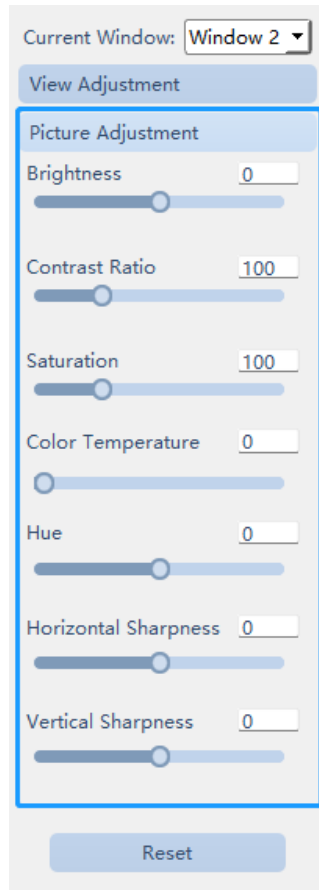 Current Window: Window 2
View Adjustment
Picture Adjustment
Brightness 0
Contrast Ratio 100
Saturation 100
Color Temperature 0
Hue 0
Horizontal Sharpness 0
Vertical Sharpness 0
Reset